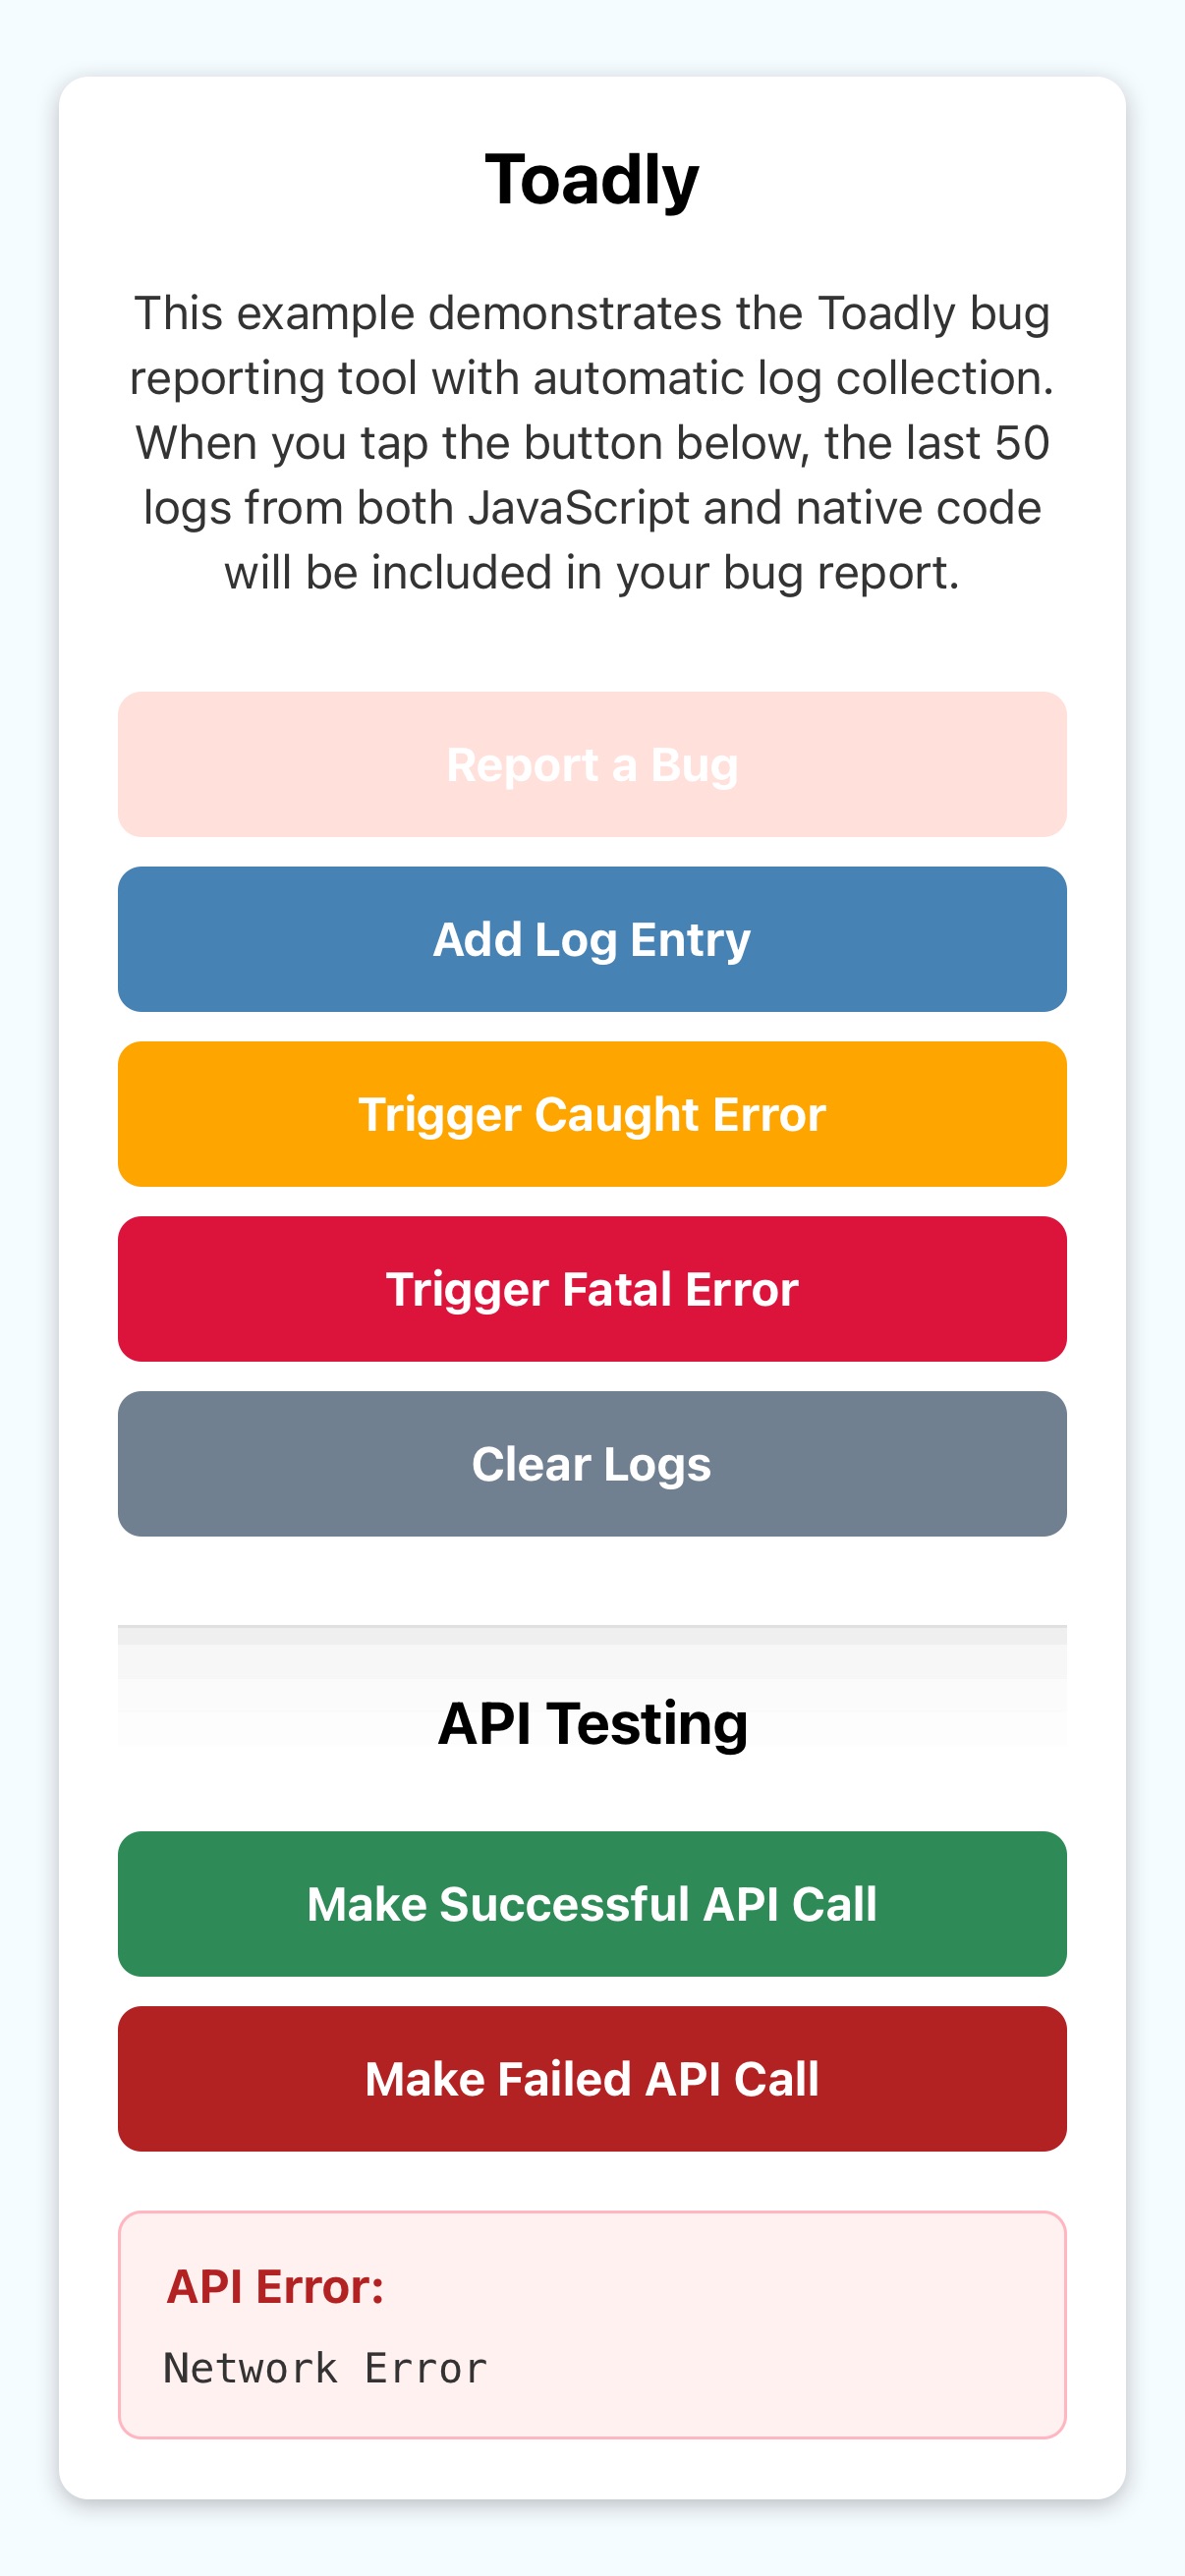 Toadly
This example demonstrates the Toadly bug
reporting tool with automatic log collection.
When you tap the button below, the last 50
logs from both JavaScript and native code
will be included in your bug report.
Report a Bug
Add Log Entry
Trigger Caught Error
Trigger Fatal Error
Clear Logs
API Testing
Make Successful API Call
Make Failed API Call
API Error:
Network Error